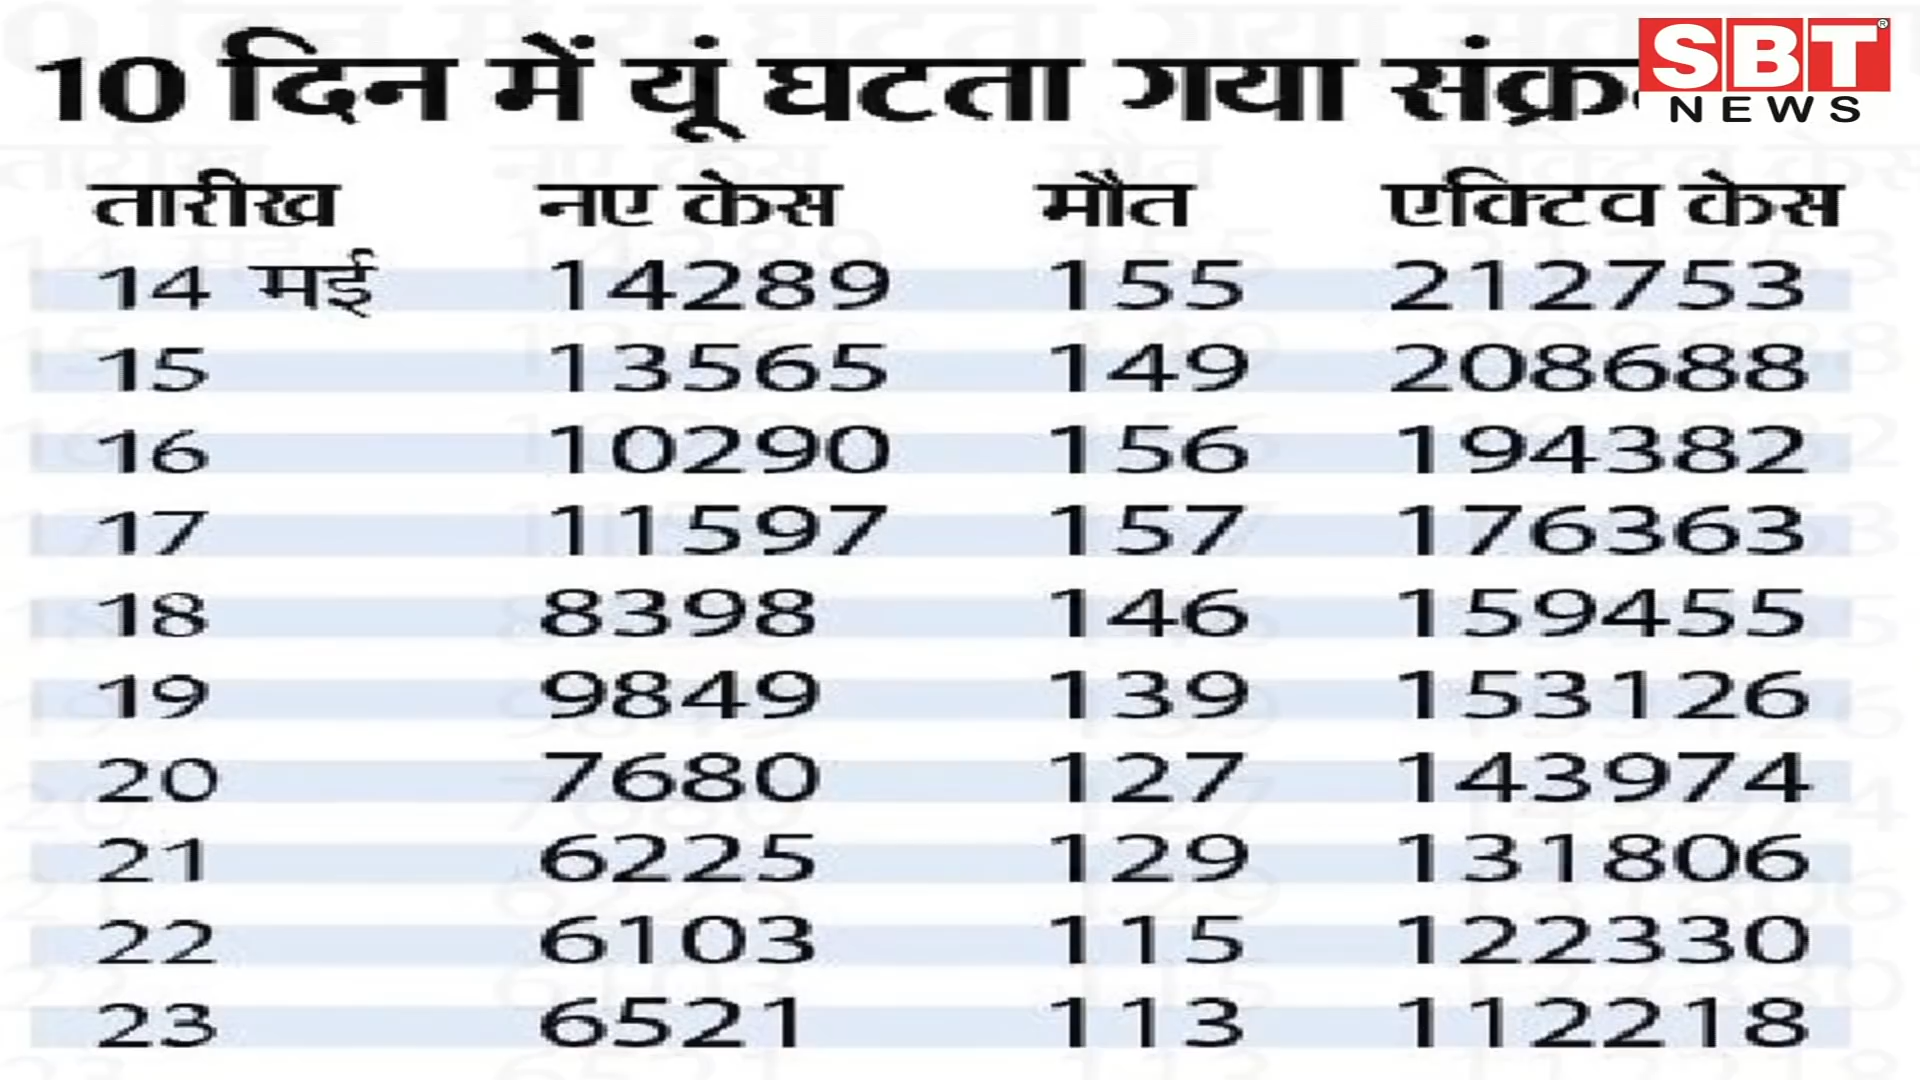 10 दिन में यूं घटता गया
SBT
NEWS
तारीख नए केस मौत एक्टिव केस
14 मई 14289 155 212753
15 13565 149 208688
16 10290 156 194382
17 11597 157 176363
18 8398 146 159455
19 9849 139 153126
20 7680 127 143974
21 6225 129 131806
22 6103 115 122330
23 6521 113 112218